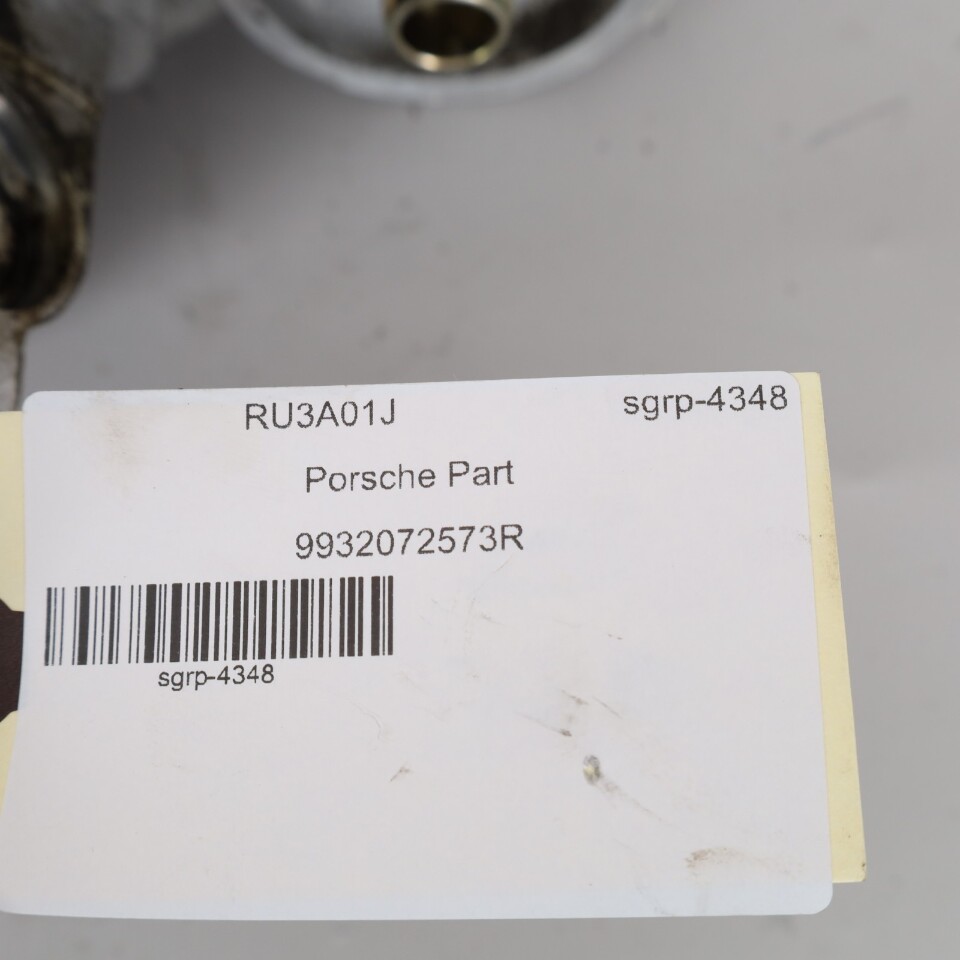 RU3A01J sgrp-4348
Porsche Part
9932072573R
sgrp-4348